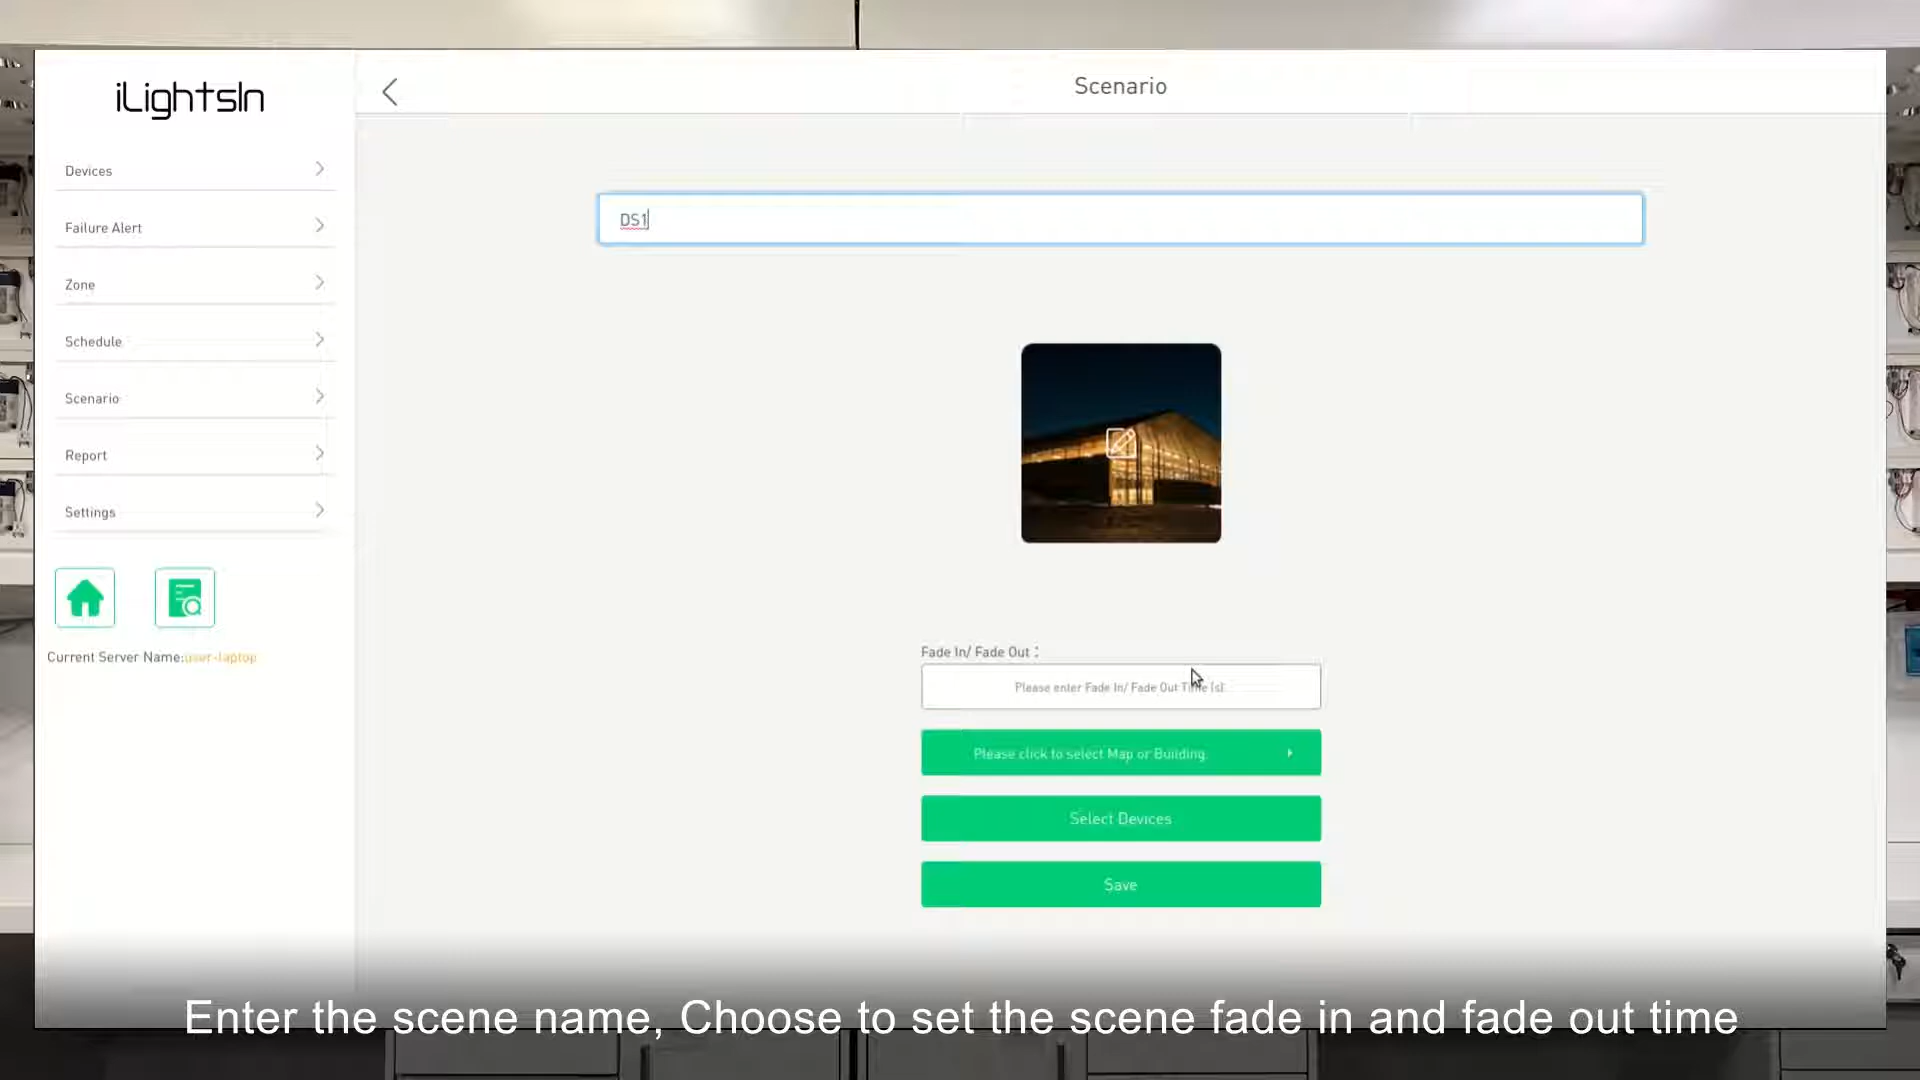 iLightsIn
Scenario
Devices
Failure Alert
Zone
Schedule
Scenario
Report
Settings
Current Server Name:user-laptop
DS1
Fade In/ Fade Out :
Please enter Fade In/ Fade Out Time (s)
Please click to select Map or Building.
Select Devices
Save
Enter the scene name, Choose to set the scene fade in and fade out time